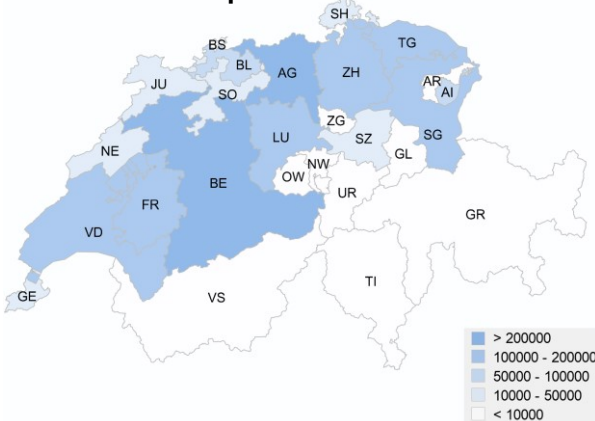 SH
BS
BL
AG
ZH
TG
JU
SO
AR
AI
NE
LU
ZG
SZ
SG
GL
NW
OW
BE
FR
UR
VD
GR
GE
VS
TI
> 200000
100000 - 200000
50000 - 100000
10000 - 50000
< 10000